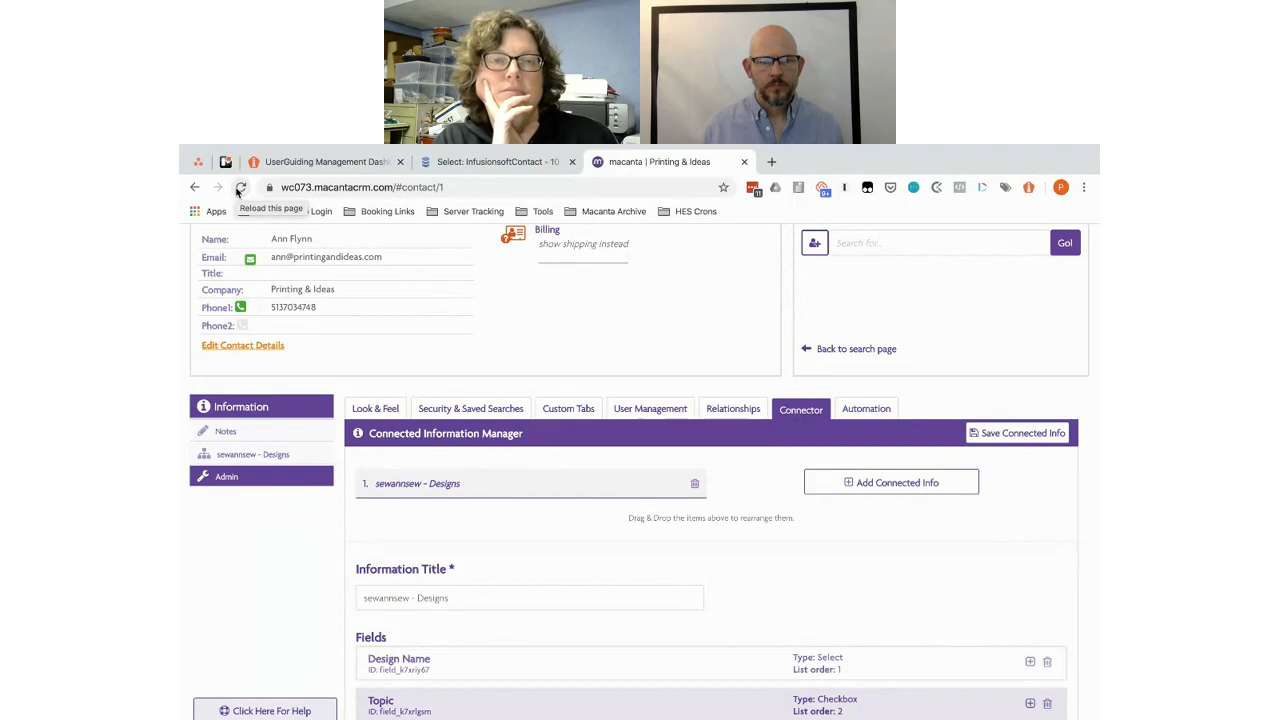 UserGuiding Management Dash
Select: InfusionsoftContact - 10
macanta | Printing & Ideas
wc073.macantacrm.com/#contact/1
11
9+
P
Apps
Reload this page
Login
Booking Links
Server Tracking
Tools
Macanta Archive
HES Crons
Name: Ann Flynn
Email: ann@printingandideas.com
Title:
Company: Printing & Ideas
Phone1: 5137034748
Phone2:
Edit Contact Details
Billing
show shipping instead
Search for...
Go!
Back to search page
Information
Notes
sewannsew - Designs
Admin
Click Here For Help
Look & Feel
Security & Saved Searches
Custom Tabs
User Management
Relationships
Connector
Automation
Connected Information Manager
Save Connected Info
1. sewannsew - Designs
Add Connected Info
Drag & Drop the items above to rearrange them.
Information Title *
sewannsew - Designs
Fields
Design Name
ID: field_k7xriy67
Type: Select
List order: 1
Topic
ID: field_k7xrlgsm
Type: Checkbox
List order: 2